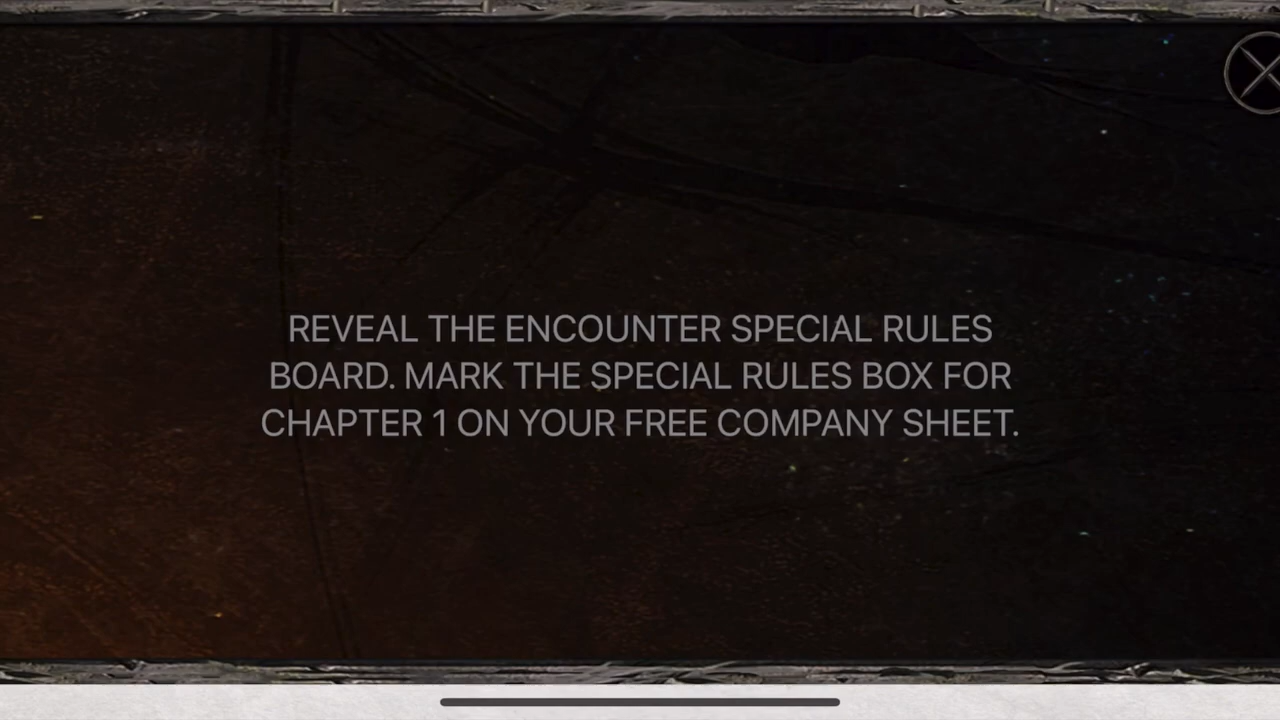 REVEAL THE ENCOUNTER SPECIAL RULES
BOARD. MARK THE SPECIAL RULES BOX FOR
CHAPTER 1 ON YOUR FREE COMPANY SHEET.